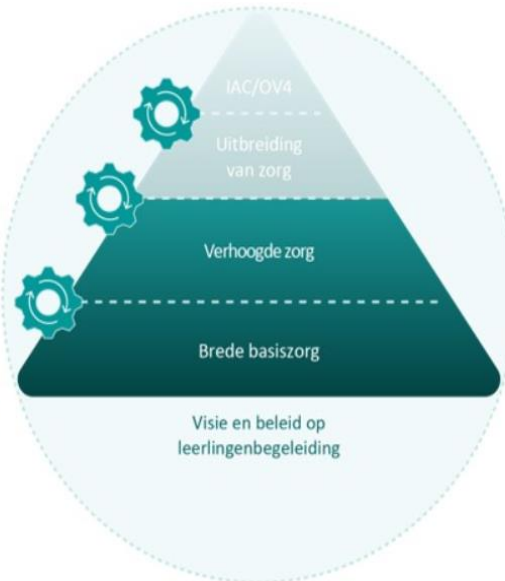 IAC/OV4
Uitbreiding
van zorg
Verhoogde zorg
Brede basiszorg
Visie en beleid op
leerlingenbegeleiding